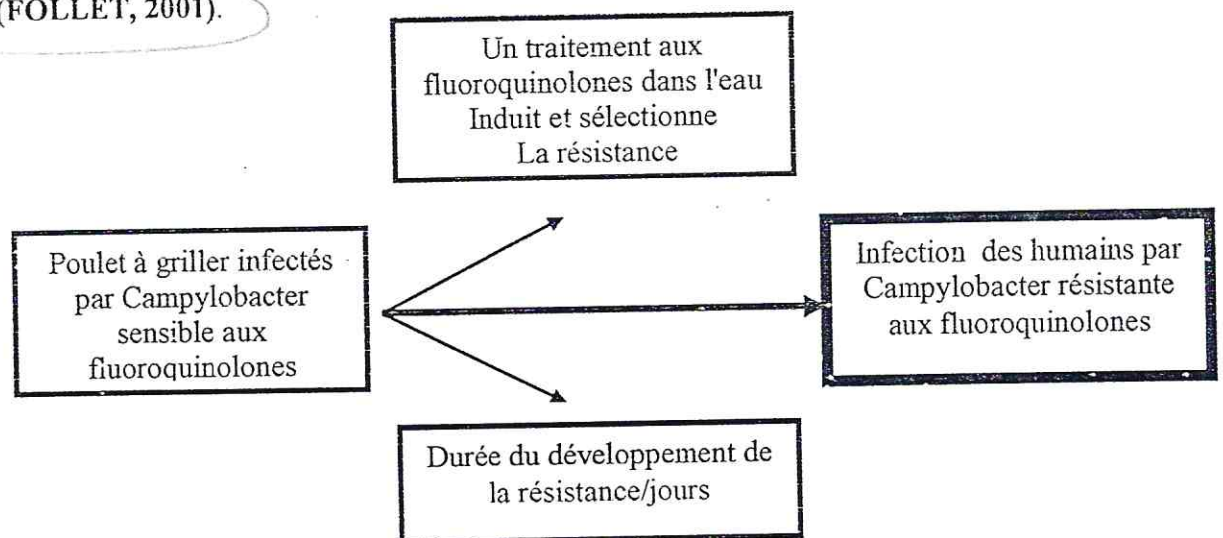 (FOLLET, 2001).
Un traitement aux
fluoroquinolones dans l'eau
Induit et sélectionne
La résistance
Poulet à griller infectés
par Campylobacter
sensible aux
fluoroquinolones
Infection des humains par
Campylobacter résistante
aux fluoroquinolones
Durée du développement de
la résistance/jours